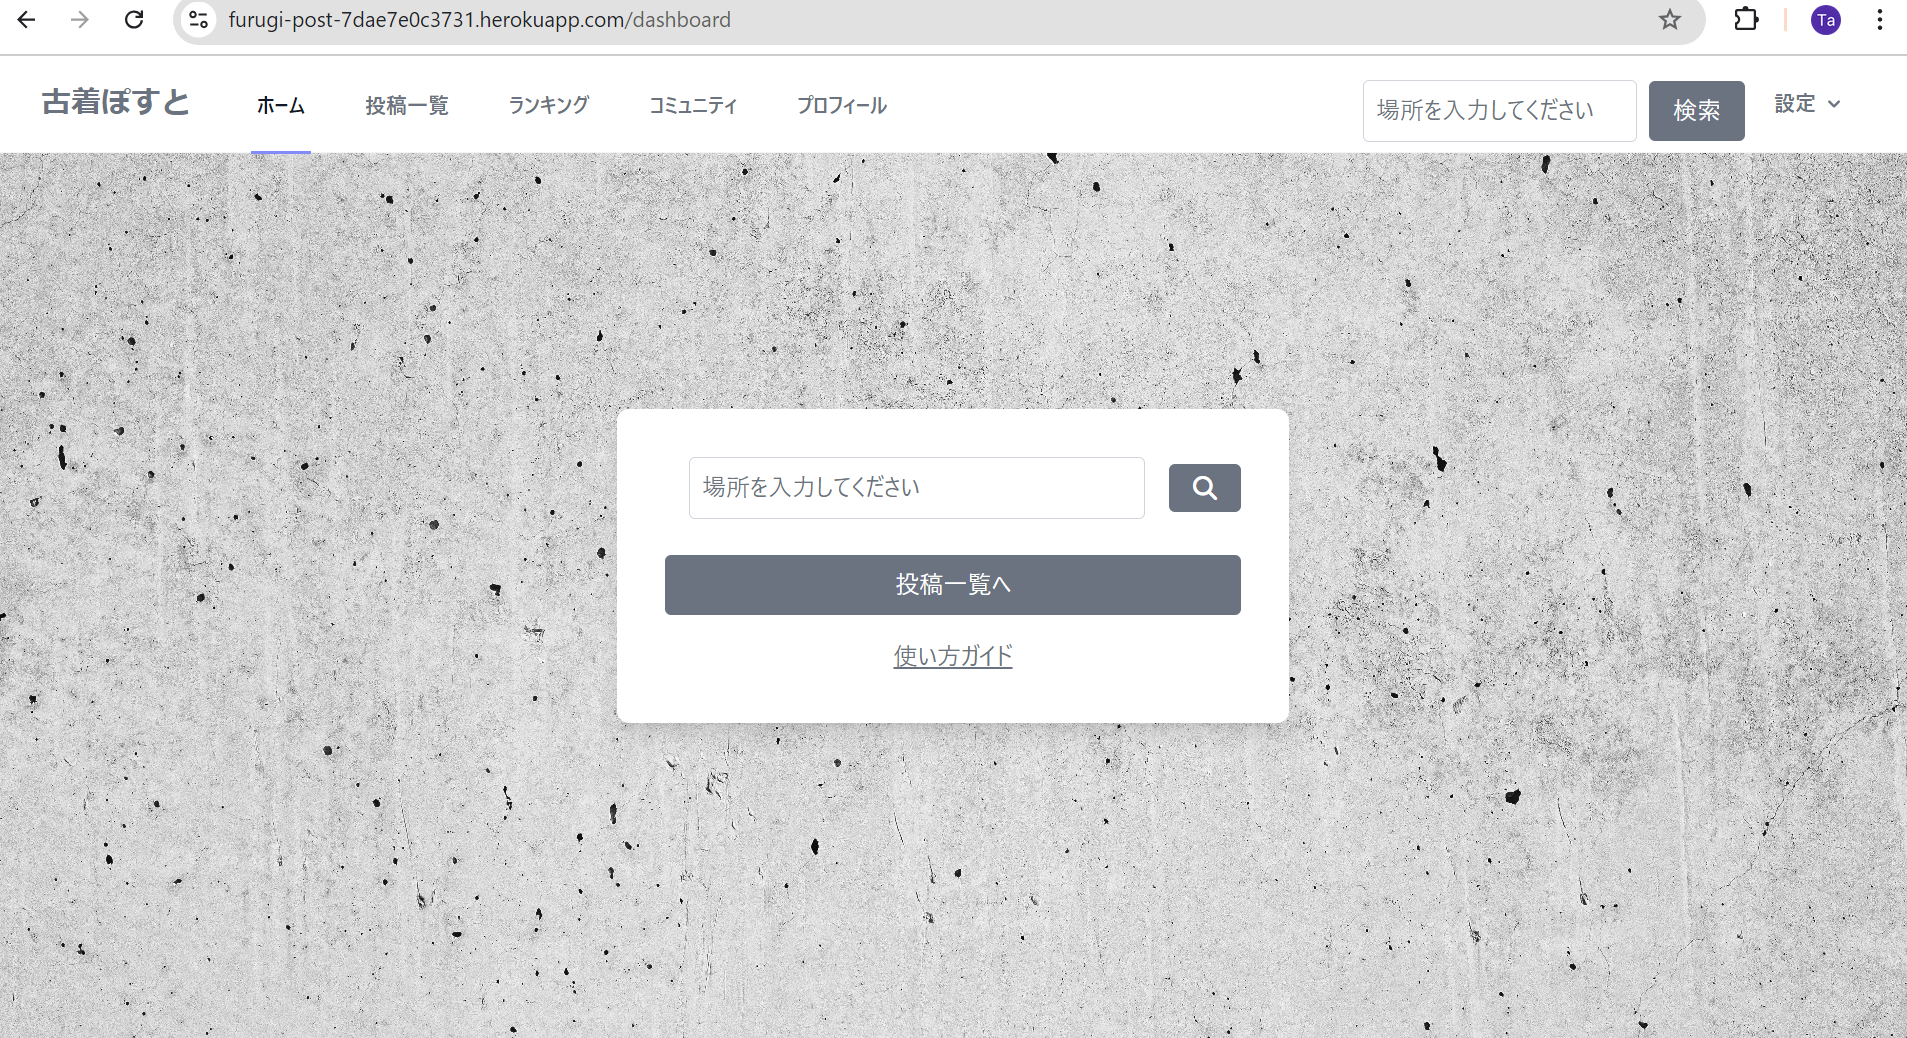 furugi-post-7dae7e0c3731.herokuapp.com/dashboard
Ta
古着ぽすと
ホーム
投稿一覧
ランキング
コミュニティ
プロフィール
場所を入力してください
検索
設定
場所を入力してください
投稿一覧へ
使い方ガイド